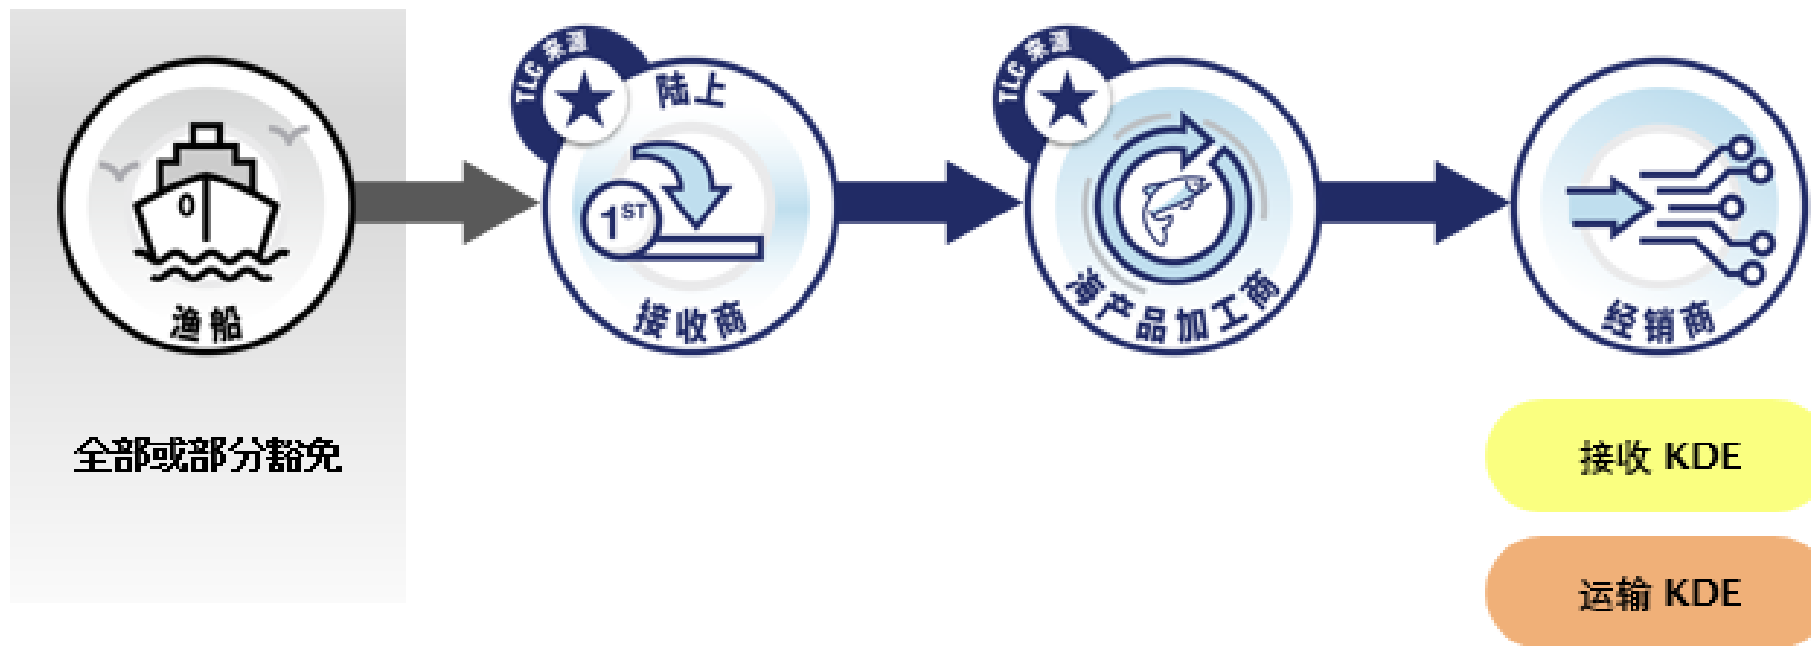 渔船
全部或部分豁免
TLC 来源
陆上
1ST
接收商
TLC 来源
海产品加工商
经销商
接收 KDE
运输 KDE